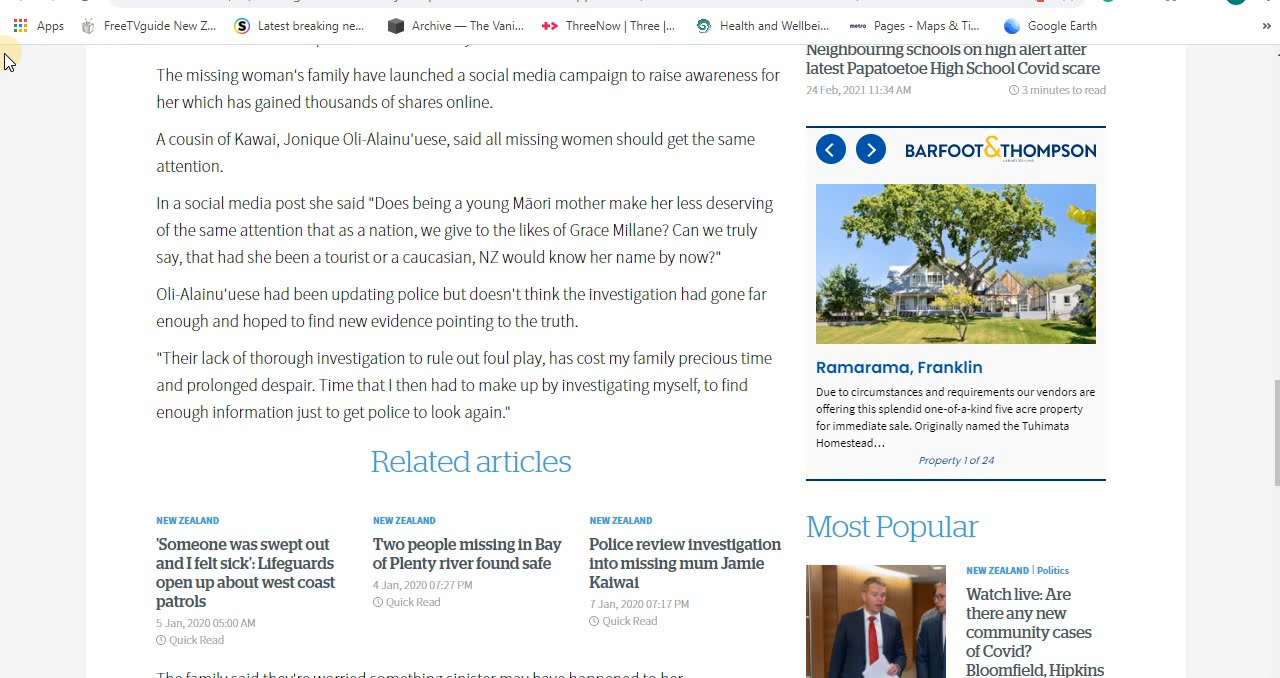 Apps
FreeTVguide New Z...
Latest breaking ne...
Archive — The Vani...
ThreeNow | Three |...
Health and Wellbei...
metro Pages - Maps & Ti...
Google Earth
»
The missing woman's family have launched a social media campaign to raise awareness for
her which has gained thousands of shares online.
A cousin of Kawai, Jonique Oli-Alainu'uese, said all missing women should get the same
attention.
In a social media post she said "Does being a young Māori mother make her less deserving
of the same attention that as a nation, we give to the likes of Grace Millane? Can we truly
say, that had she been a tourist or a caucasian, NZ would know her name by now?"
Oli-Alainu'uese had been updating police but doesn't think the investigation had gone far
enough and hoped to find new evidence pointing to the truth.
"Their lack of thorough investigation to rule out foul play, has cost my family precious time
and prolonged despair. Time that I then had to make up by investigating myself, to find
enough information just to get police to look again."
Related articles
NEW ZEALAND
'Someone was swept out
and I felt sick': Lifeguards
open up about west coast
patrols
5 Jan, 2020 05:00 AM
Quick Read
NEW ZEALAND
Two people missing in Bay
of Plenty river found safe
4 Jan, 2020 07:27 PM
Quick Read
NEW ZEALAND
Police review investigation
into missing mum Jamie
Kaiwai
7 Jan, 2020 07:17 PM
Quick Read
The family said they're worried something sinister may have happened to her.
Neighbouring schools on high alert after
latest Papatoetoe High School Covid scare
24 Feb, 2021 11:34 AM
3 minutes to read
BARFOOT&THOMPSON
Ramarama, Franklin
Due to circumstances and requirements our vendors are
offering this splendid one-of-a-kind five acre property
for immediate sale. Originally named the Tuhimata
Homestead...
Property 1 of 24
Most Popular
NEW ZEALAND | Politics
Watch live: Are
there any new
community cases
of Covid?
Bloomfield, Hipkins